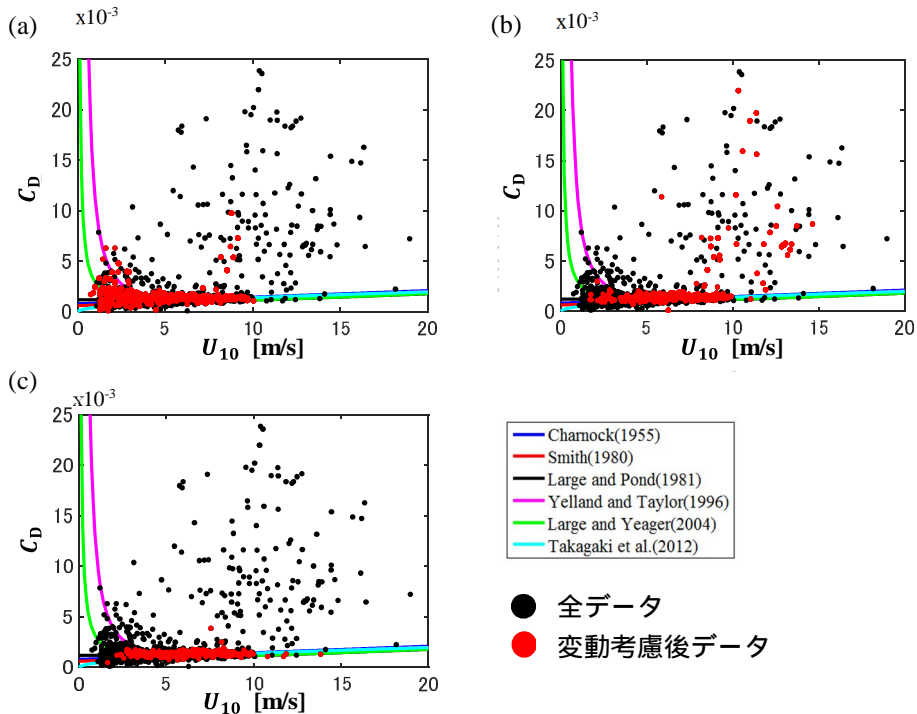 (a)
x10-3
25
20
15
10
5
0
CD
0 5 10 15 20
U10 [m/s]
(b)
x10-3
25
20
15
10
5
0
CD
0 5 10 15 20
U10 [m/s]
(c)
x10-3
25
20
15
10
5
0
CD
0 5 10 15 20
U10 [m/s]
Charnock(1955)
Smith(1980)
Large and Pond(1981)
Yelland and Taylor(1996)
Large and Yeager(2004)
Takagaki et al.(2012)
全データ
変動考慮後データ